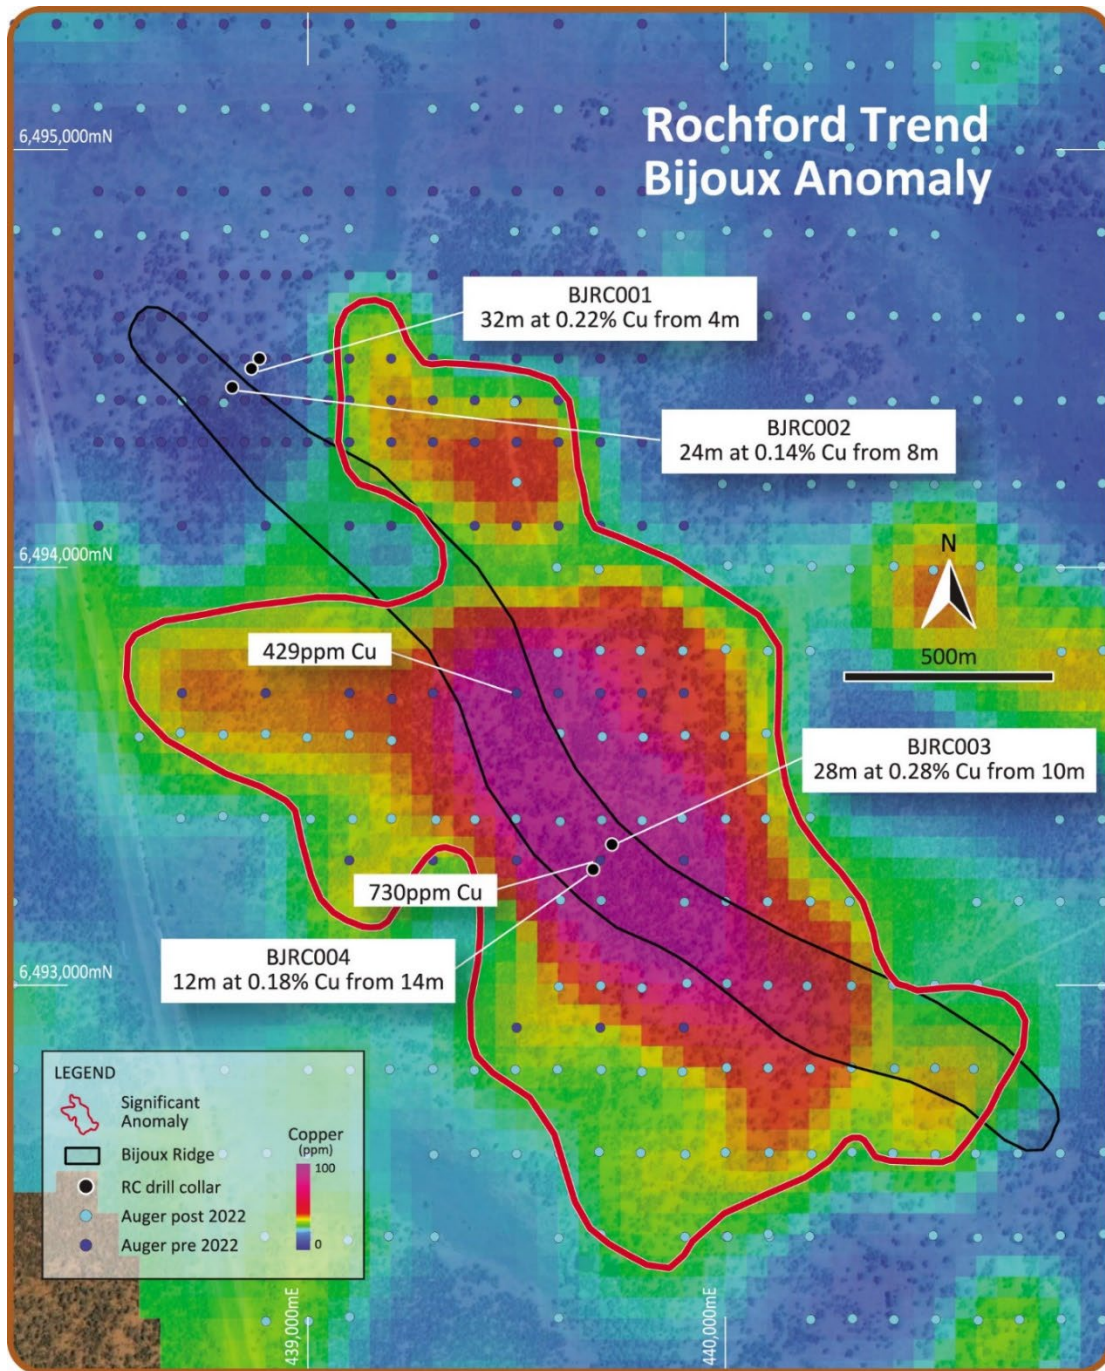 Rochford Trend
Bijoux Anomaly
6,495,000mN
BJRC001
32m at 0.22% Cu from 4m
BJRC002
24m at 0.14% Cu from 8m
6,494,000mN
N
500m
429ppm Cu
BJRC003
28m at 0.28% Cu from 10m
730ppm Cu
BJRC004
12m at 0.18% Cu from 14m
6,493,000mN
LEGEND
Significant
Anomaly
Bijoux Ridge
RC drill collar
Auger post 2022
Auger pre 2022
Copper
(ppm)
100
0
439,000mE
440,000mE